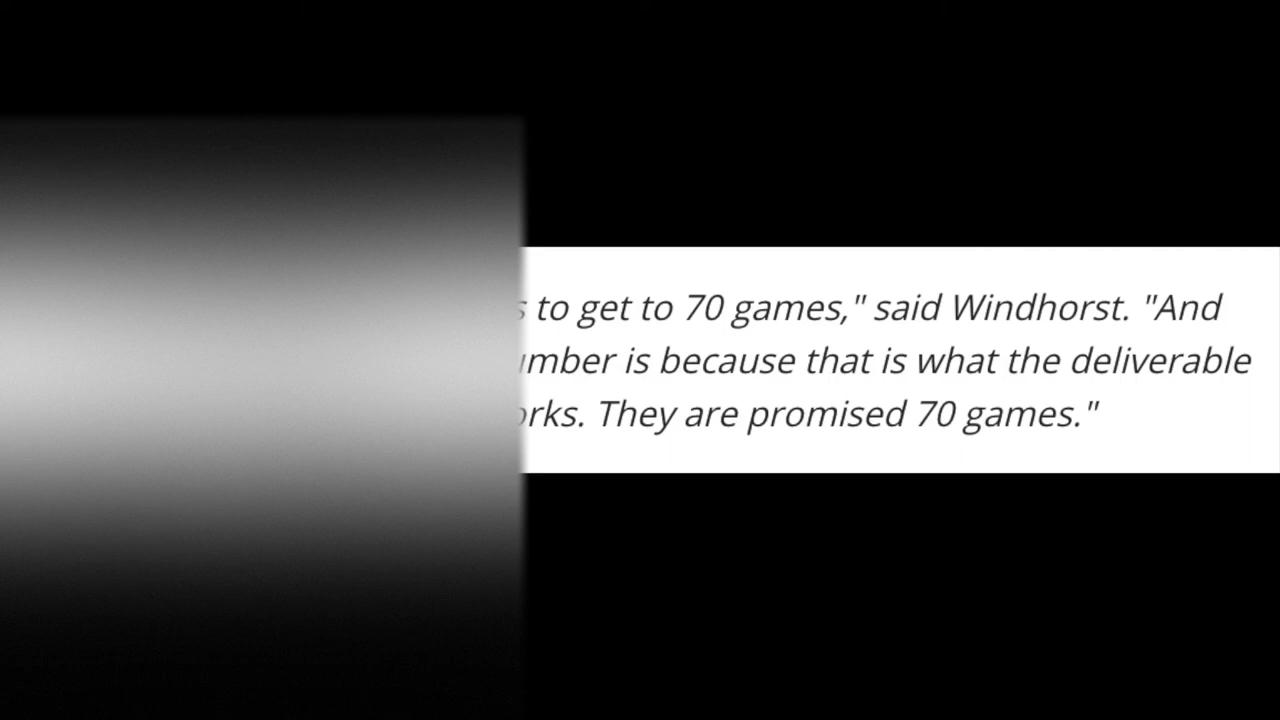 to get to 70 games," said Windhorst. "And
is because that is what the deliverable
They are promised 70 games."